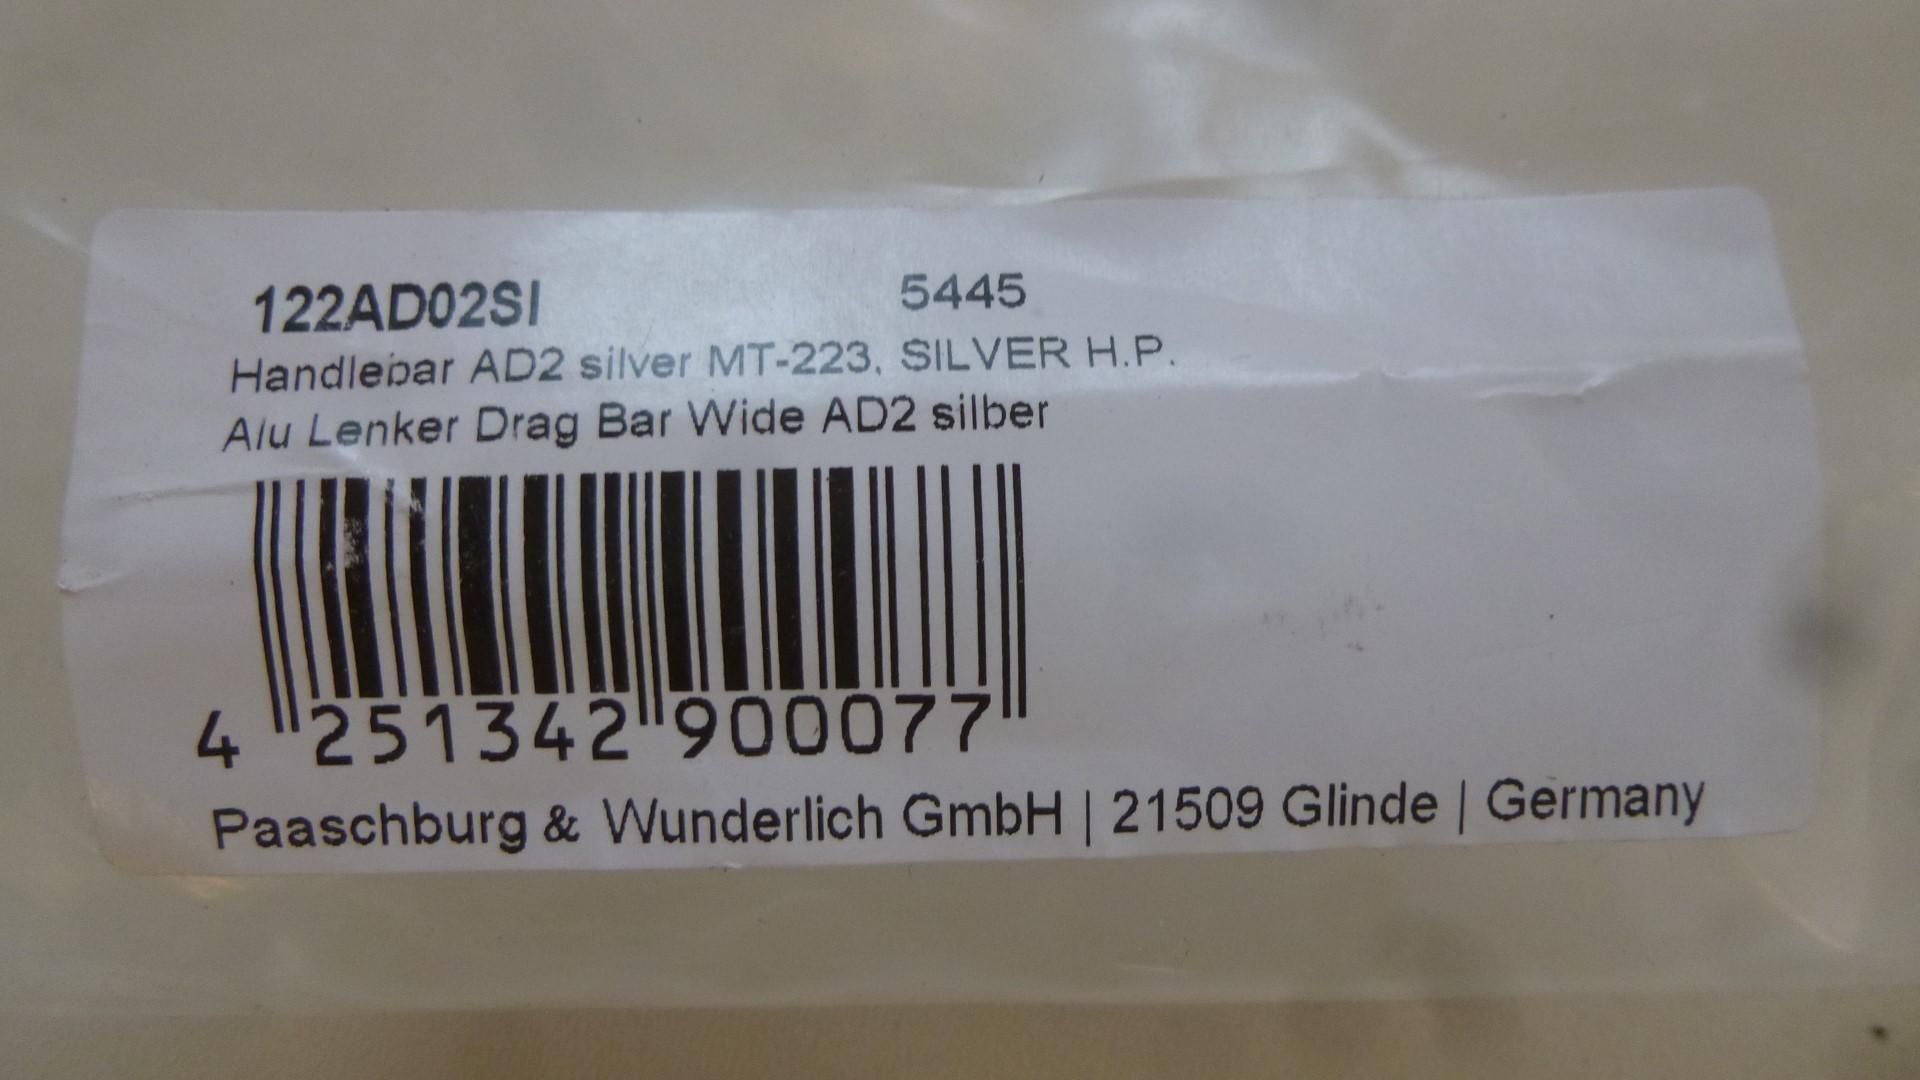 122AD02SI 5445
Handlebar AD2 silver MT-223, SILVER H.P.
Alu Lenker Drag Bar Wide AD2 silber
4 251342 900077
Paaschburg & Wunderlich GmbH | 21509 Glinde | Germany